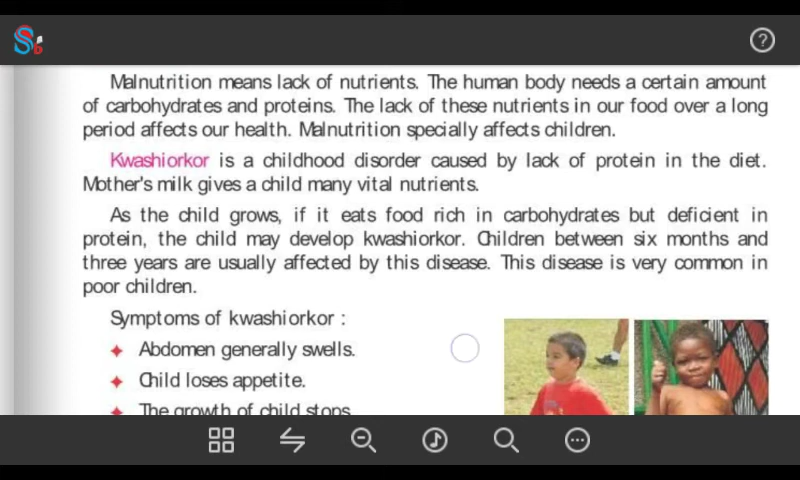 Malnutrition means lack of nutrients. The human body needs a certain amount
of carbohydrates and proteins. The lack of these nutrients in our food over a long
period affects our health. Malnutrition specially affects children.
Kwashiorkor is a childhood disorder caused by lack of protein in the diet.
Mother's milk gives a child many vital nutrients.
As the child grows, if it eats food rich in carbohydrates but deficient in
protein, the child may develop kwashiorkor. Children between six months and
three years are usually affected by this disease. This disease is very common in
poor children.
Symptoms of kwashiorkor :
Abdomen generally swells.
Child loses appetite.
The growth of child stops